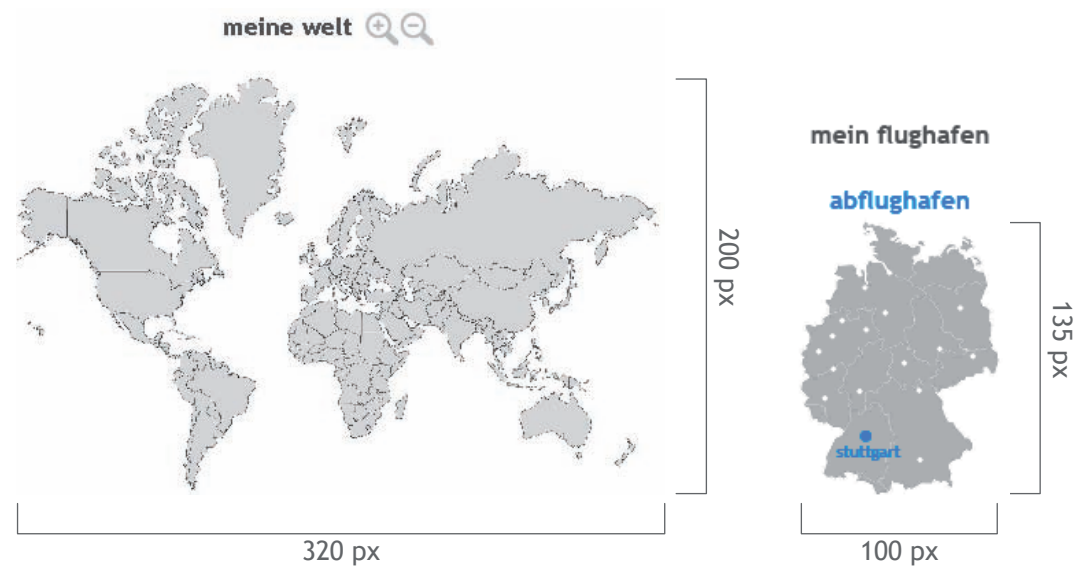 meine welt
200 px
320 px
mein flughafen
abflughafen
stuttgart
135 px
100 px